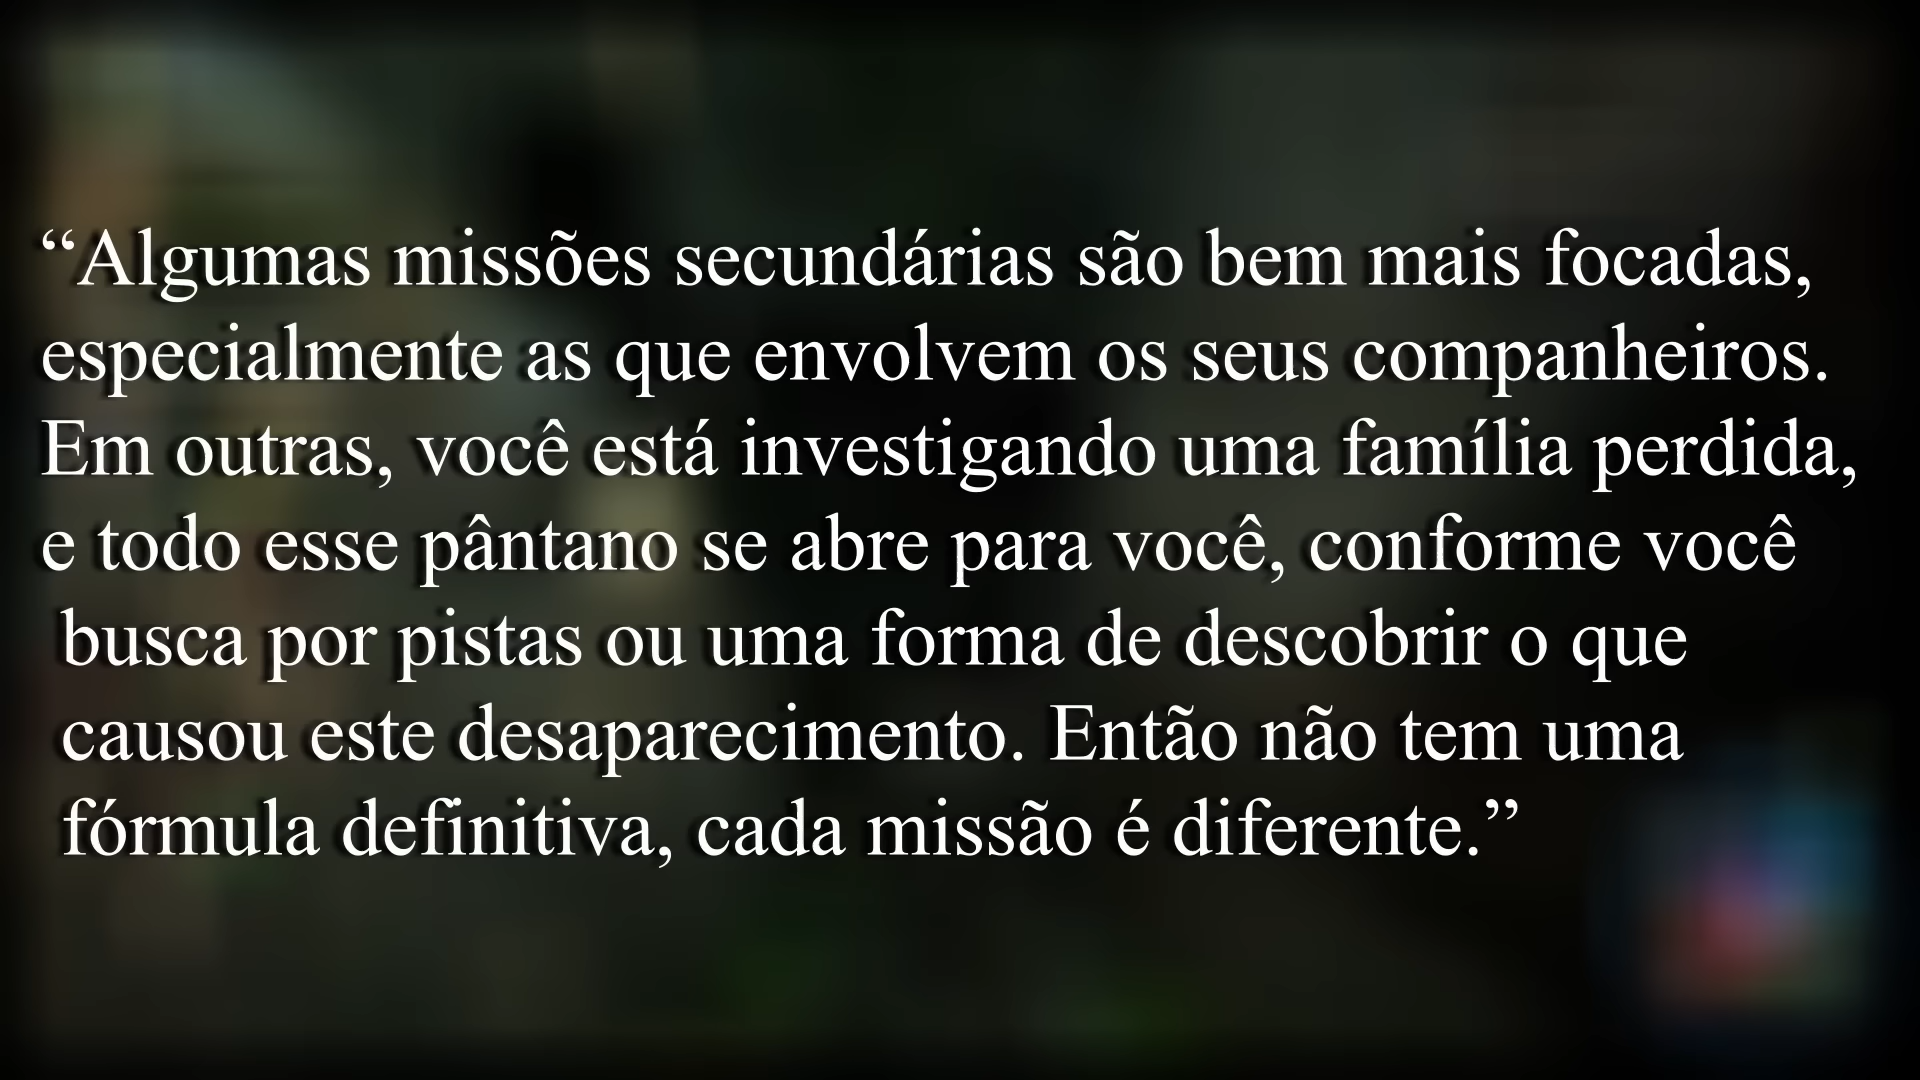 “Algumas missões secundárias são bem mais focadas,
especialmente as que envolvem os seus companheiros.
Em outras, você está investigando uma família perdida,
e todo esse pântano se abre para você, conforme você
busca por pistas ou uma forma de descobrir o que
causou este desaparecimento. Então não tem uma
fórmula definitiva, cada missão é diferente.”